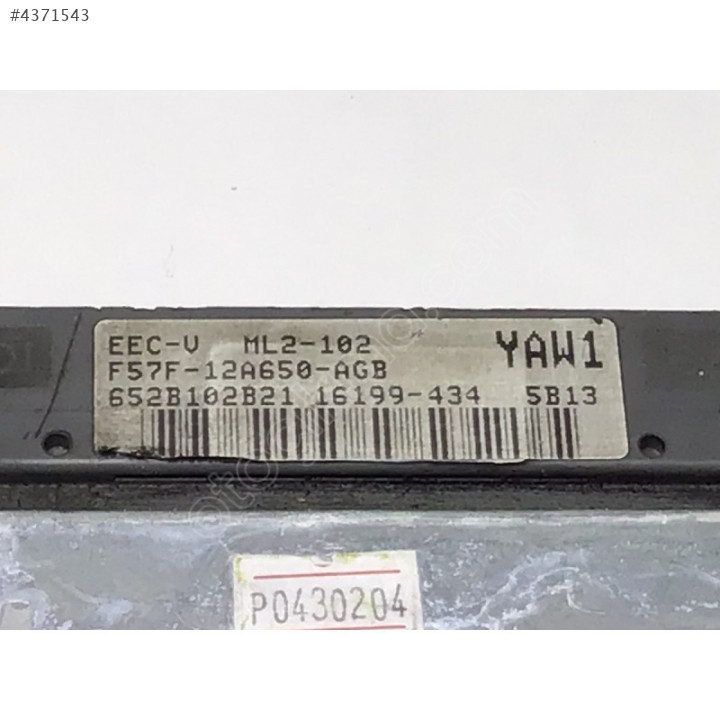 #4371543
EEC-V ML2-102 YAW1
F57F-12A650-AGB
652B102B21 16199-434 5B13
P0430204